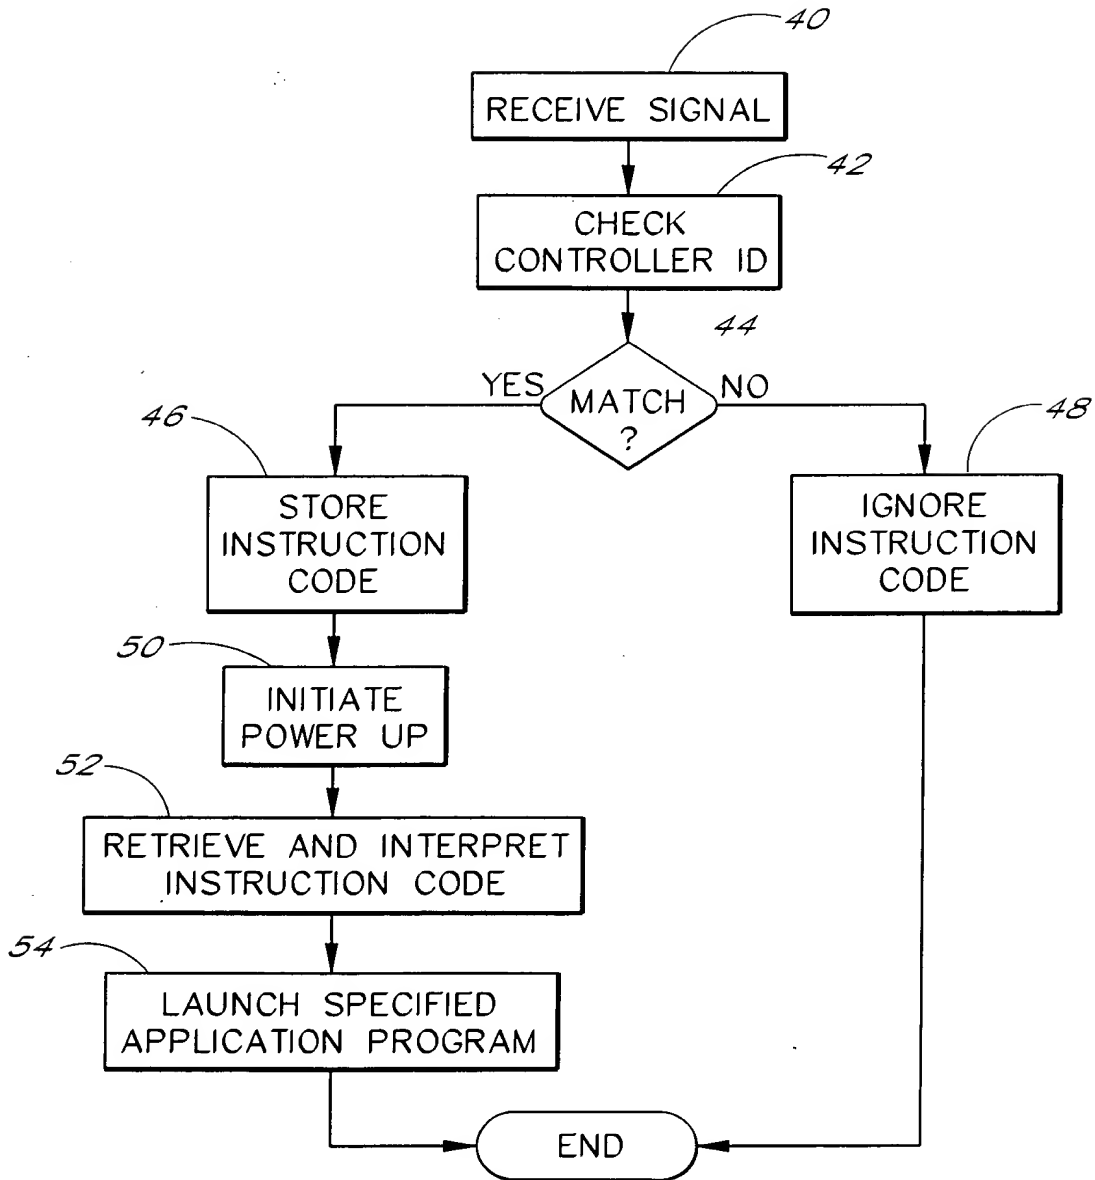 40
RECEIVE SIGNAL
42
CHECK
CONTROLLER ID
44
YES
MATCH
?
NO
46
STORE
INSTRUCTION
CODE
48
IGNORE
INSTRUCTION
CODE
50
INITIATE
POWER UP
52
RETRIEVE AND INTERPRET
INSTRUCTION CODE
54
LAUNCH SPECIFIED
APPLICATION PROGRAM
END